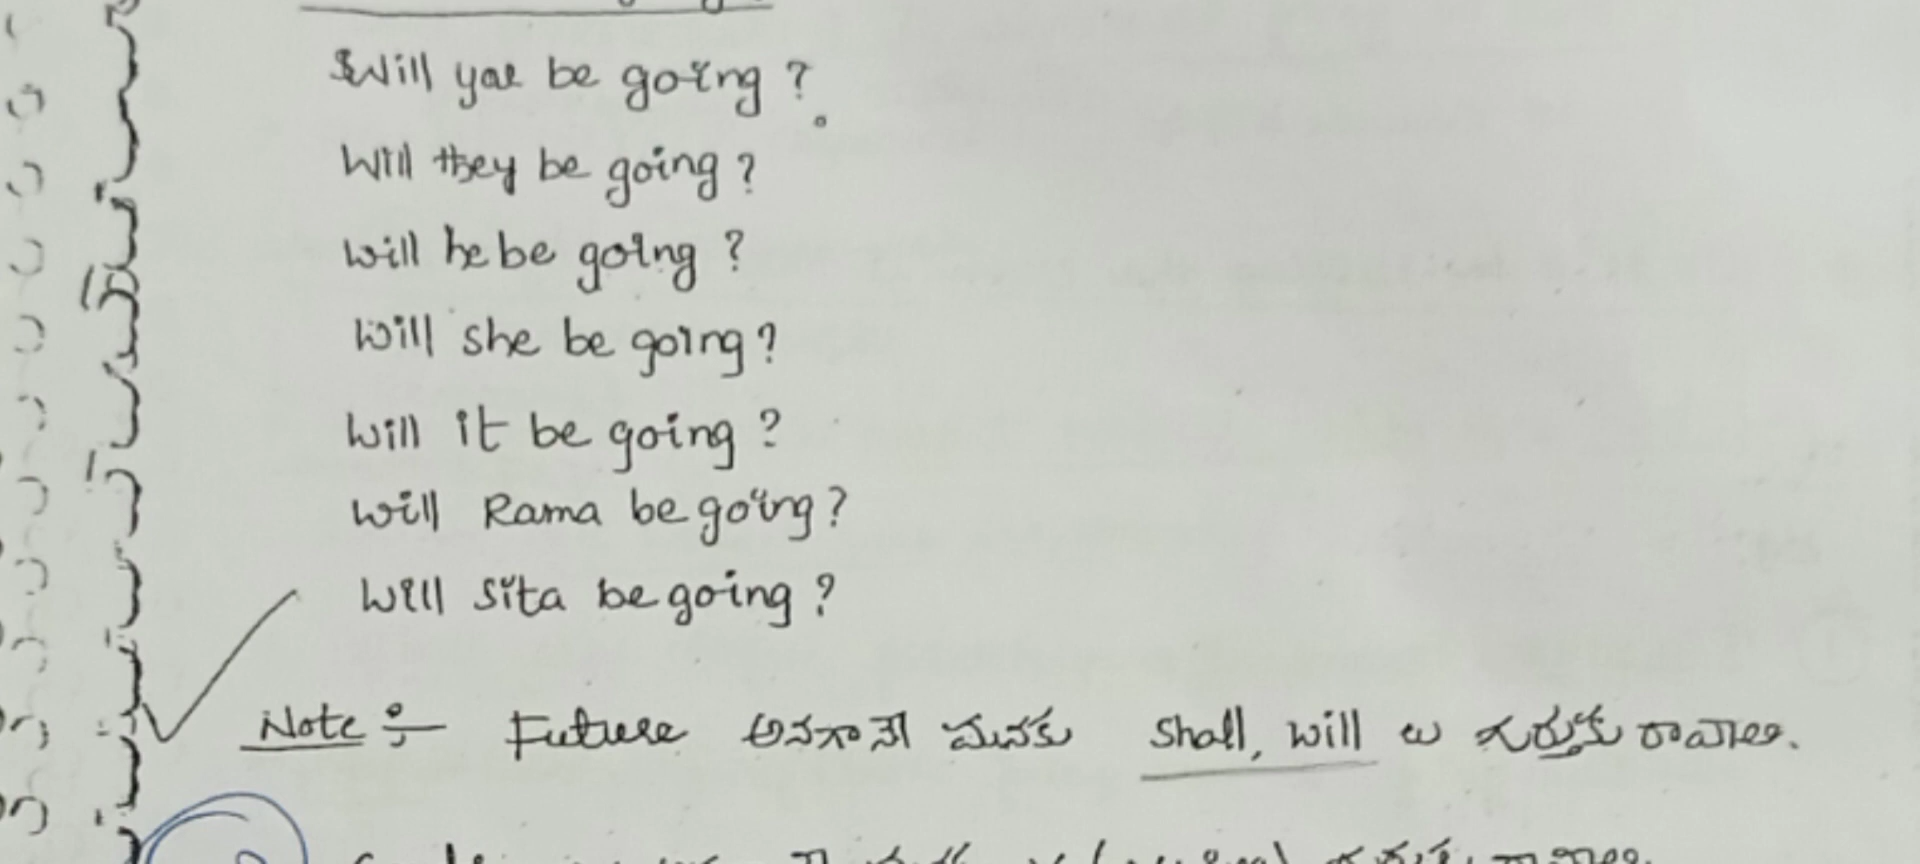 Will you be going ?
Will they be going ?
Will he be going ?
Will she be going ?
Will it be going ?
Will Rama be going ?
Will Sita be going ?
Note :- Future అనగానే మనకు Shall, will లు గుర్తుకు రావాలి.